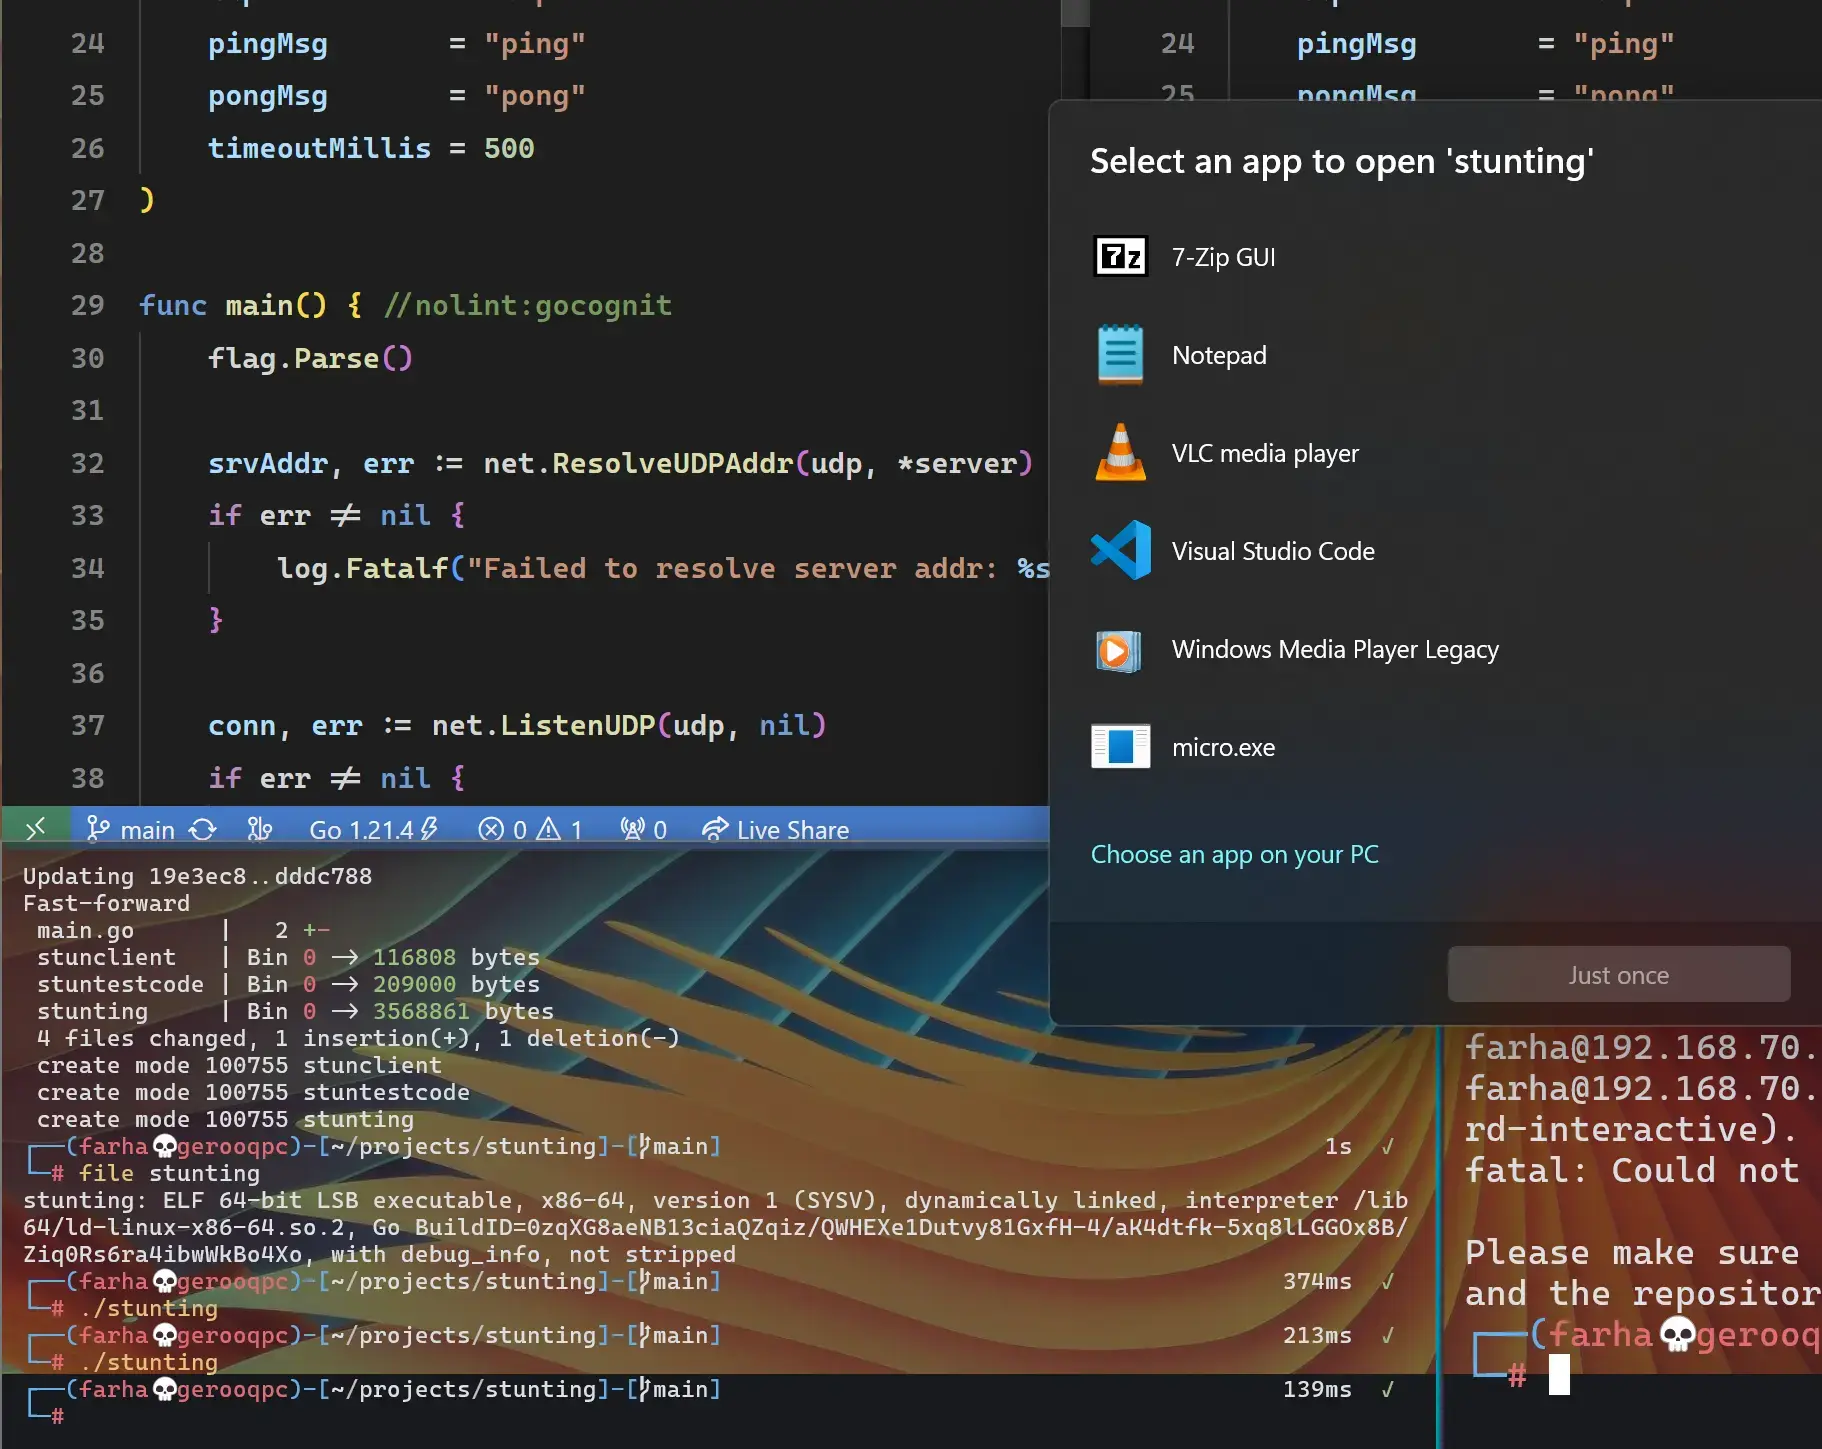 24 pingMsg = "ping"
25 pongMsg = "pong"
26 timeoutMillis = 500
27 )
28
29 func main() { //nolint:gocognit
30 flag.Parse()
31
32 srvAddr, err := net.ResolveUDPAddr(udp, *server)
33 if err != nil {
34 log.Fatalf("Failed to resolve server addr: %s
35 }
36
37 conn, err := net.ListenUDP(udp, nil)
38 if err != nil {
main Go 1.21.4 0 1 0 Live Share
24 pingMsg = "ping"
25 pongMsg = "pong"
Select an app to open 'stunting'
7-Zip GUI
Notepad
VLC media player
Visual Studio Code
Windows Media Player Legacy
micro.exe
Choose an app on your PC
Just once
Updating 19e3ec8..dddc788
Fast-forward
main.go | 2 +-
stunclient | Bin 0 -> 116808 bytes
stuntestcode | Bin 0 -> 209000 bytes
stunting | Bin 0 -> 3568861 bytes
4 files changed, 1 insertion(+), 1 deletion(-)
create mode 100755 stunclient
create mode 100755 stuntestcode
create mode 100755 stunting
┌──(farha💀gerooqpc)-[~/projects/stunting]-[main] 1s ✓
└─# file stunting
stunting: ELF 64-bit LSB executable, x86-64, version 1 (SYSV), dynamically linked, interpreter /lib
64/ld-linux-x86-64.so.2, Go BuildID=0zqXG8aeNB13ciaQZqiz/QWHEXe1Dutvy81GxfH-4/aK4dtfk-5xq8lLGGOx8B/
Ziq0Rs6ra4ibwWkBo4Xo, with debug_info, not stripped
┌──(farha💀gerooqpc)-[~/projects/stunting]-[main] 374ms ✓
└─# ./stunting
┌──(farha💀gerooqpc)-[~/projects/stunting]-[main] 213ms ✓
└─# ./stunting
┌──(farha💀gerooqpc)-[~/projects/stunting]-[main] 139ms ✓
└─#
farha@192.168.70.
farha@192.168.70.
rd-interactive).
fatal: Could not
Please make sure
and the repositor
┌──(farha💀gerooq
└─#